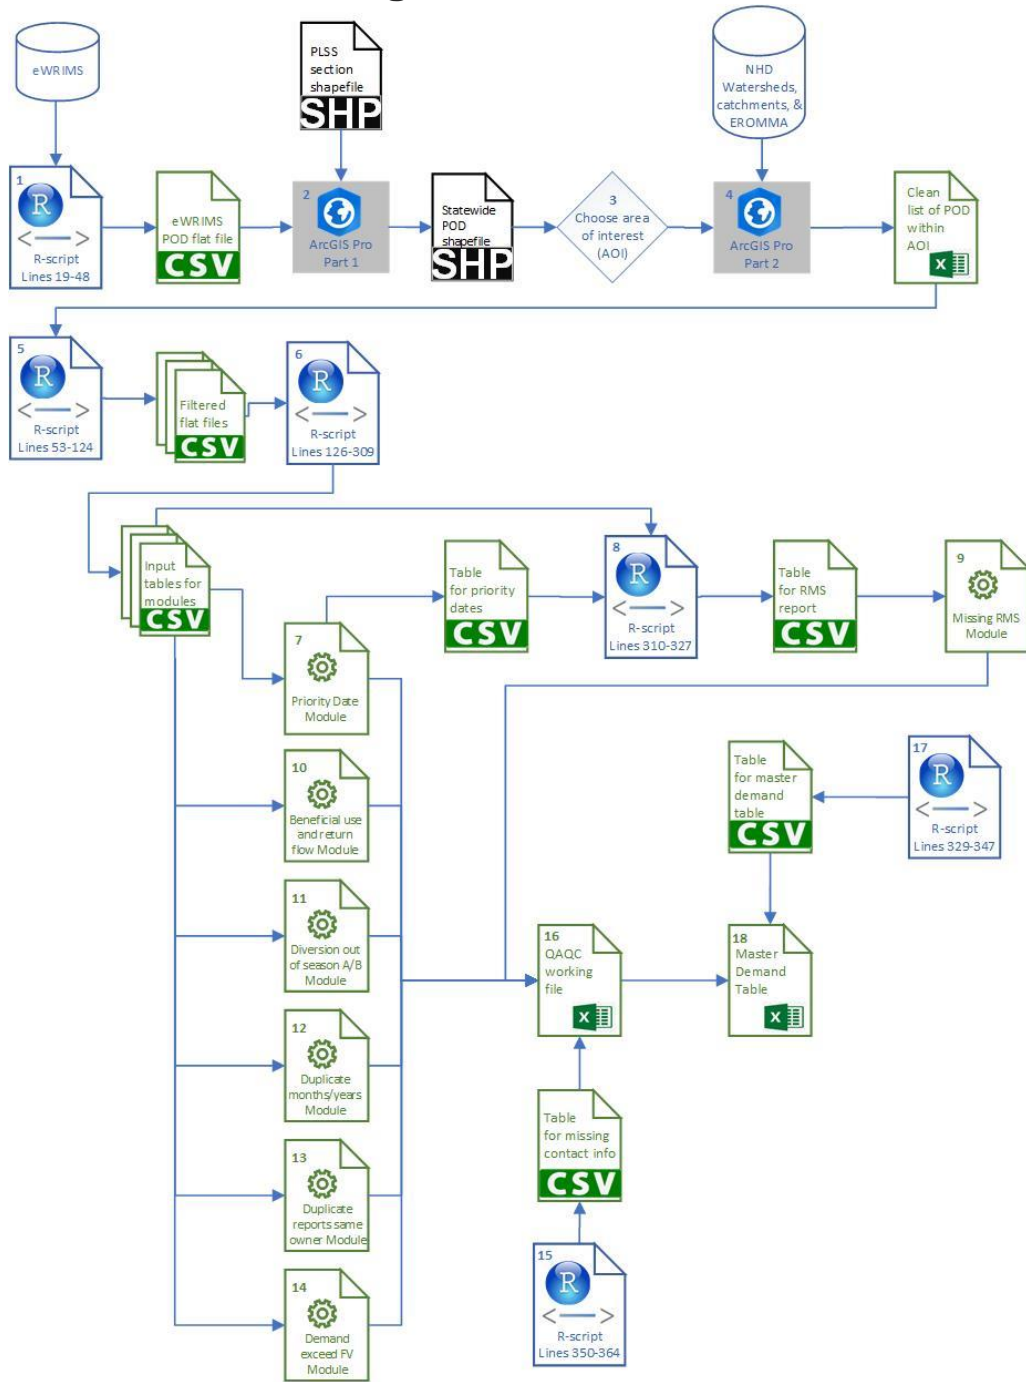 eWRIMS
PLSS
section
shapefile
SHP
NHD
Watersheds,
catchments, &
EROMMA
1
R
R-script
Lines 19-48
eWRIMS
POD flat file
CSV
2
ArcGIS Pro
Part 1
Statewide
POD
shapefile
SHP
3
Choose area
of interest
(AOI)
4
ArcGIS Pro
Part 2
Clean
list of POD
within
AOI
X
5
R
R-script
Lines 53-124
Filtered
flat files
CSV
6
R
R-script
Lines 126-309
Input
tables for
modules
CSV
7
Priority Date
Module
Table
for priority
dates
CSV
8
R
R-script
Lines 310-327
Table
for RMS
report
CSV
9
Missing RMS
Module
10
Beneficial use
and return
flow Module
11
Diversion out
of season A/B
Module
12
Duplicate
months/years
Module
13
Duplicate
reports same
owner Module
14
Demand
exceed FV
Module
Table
for master
demand
table
CSV
17
R
R-script
Lines 329-347
16
QAQC
working
file
X
18
Master
Demand
Table
X
Table
for missing
contact info
CSV
15
R
R-script
Lines 350-364